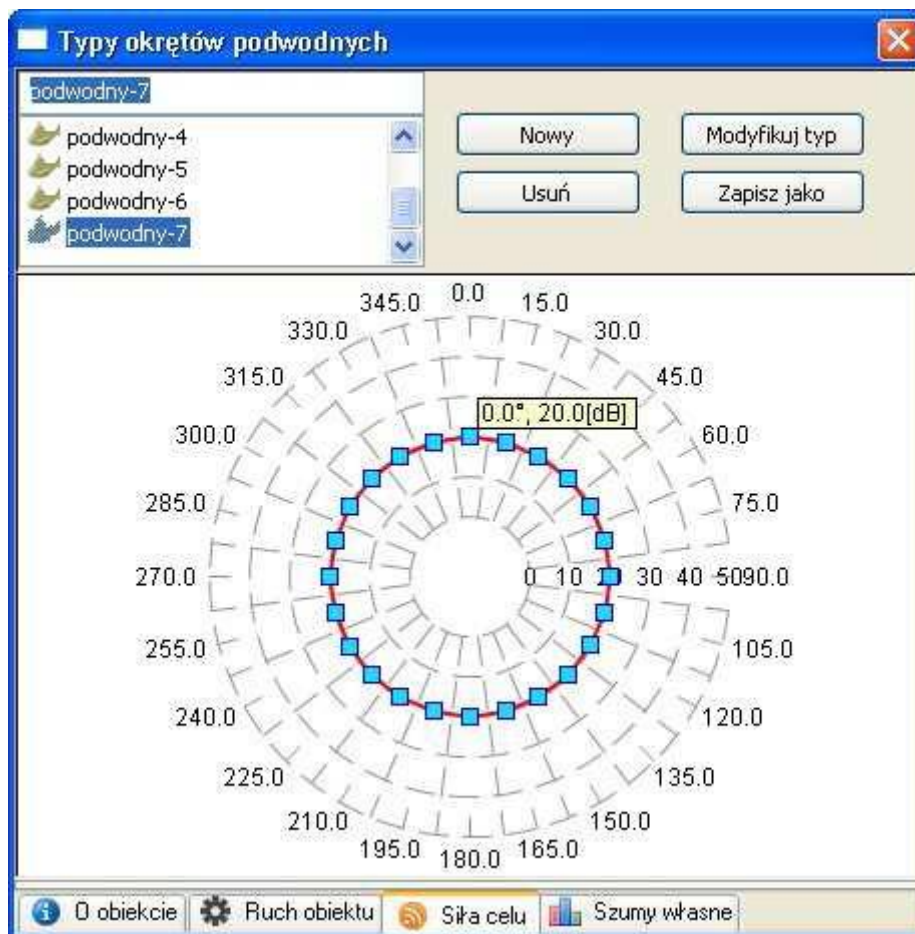 Typy okrętów podwodnych
podwodny-7
podwodny-4
podwodny-5
podwodny-6
podwodny-7
Nowy
Modyfikuj typ
Usuń
Zapisz jako
0.0
345.0
15.0
330.0
30.0
315.0
45.0
0.0°, 20.0[dB]
300.0
60.0
285.0
75.0
270.0
0 10 30 40 50 90.0
255.0
105.0
240.0
120.0
225.0
135.0
210.0
150.0
195.0
165.0
180.0
O obiekcie
Ruch obiektu
Siła celu
Szumy własne